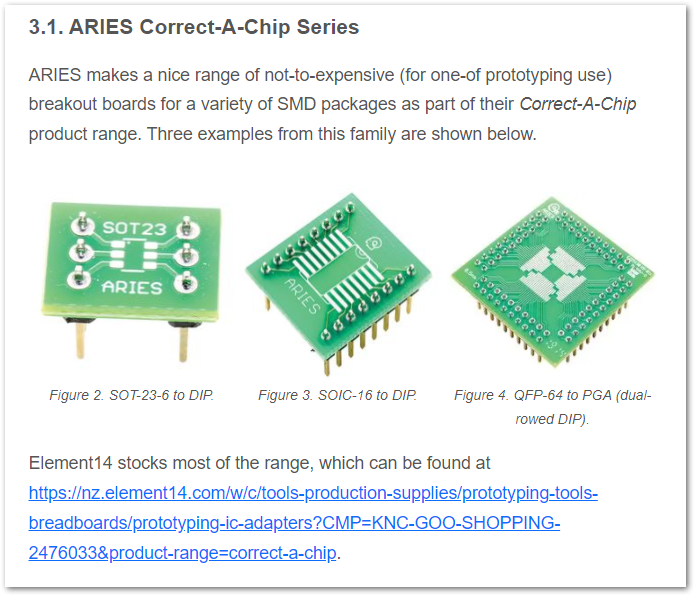 3.1. ARIES Correct-A-Chip Series
ARIES makes a nice range of not-to-expensive (for one-of prototyping use)
breakout boards for a variety of SMD packages as part of their Correct-A-Chip
product range. Three examples from this family are shown below.
SOT23
ARIES
ARIES
Figure 2. SOT-23-6 to DIP.
Figure 3. SOIC-16 to DIP.
Figure 4. QFP-64 to PGA (dual-
rowed DIP).
Element14 stocks most of the range, which can be found at
https://nz.element14.com/w/c/tools-production-supplies/prototyping-tools-
breadboards/prototyping-ic-adapters?CMP=KNC-GOO-SHOPPING-
2476033&product-range=correct-a-chip.